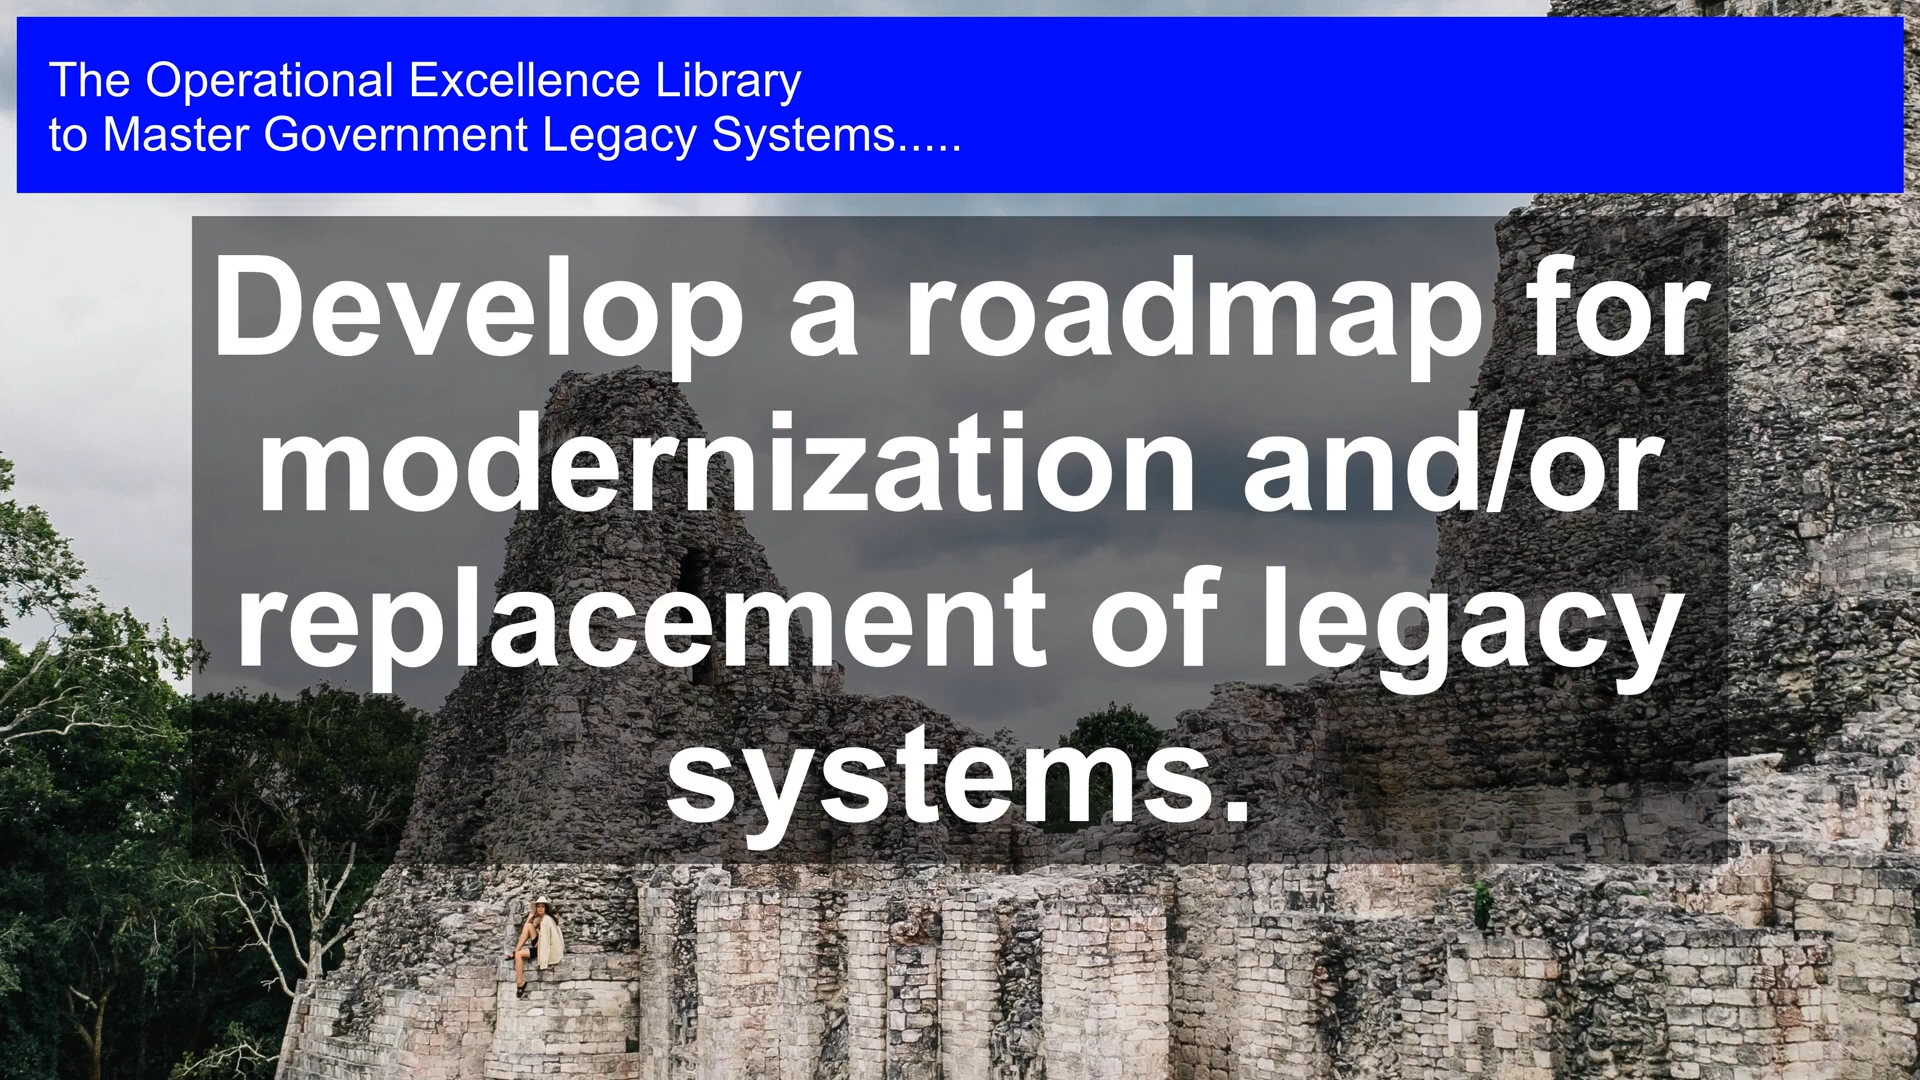 The Operational Excellence Library
to Master Government Legacy Systems.....
Develop a roadmap for
modernization and/or
replacement of legacy
systems.